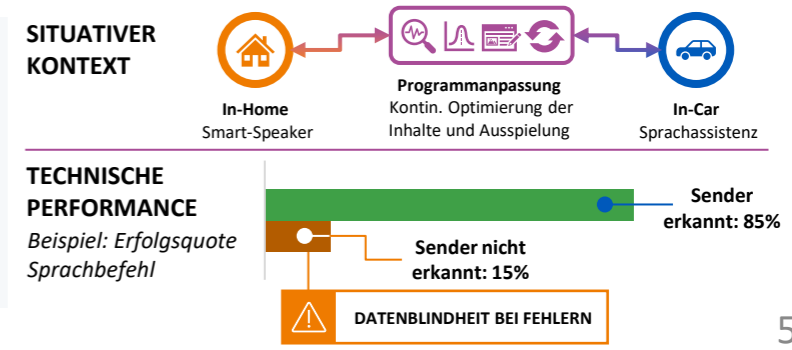 SITUATIVER
KONTEXT
In-Home
Smart-Speaker
Programmanpassung
Kontin. Optimierung der
Inhalte und Ausspielung
In-Car
Sprachassistenz
TECHNISCHE
PERFORMANCE
Beispiel: Erfolgsquote
Sprachbefehl
Sender
erkannt: 85%
Sender nicht
erkannt: 15%
DATENBLINDHEIT BEI FEHLERN
5